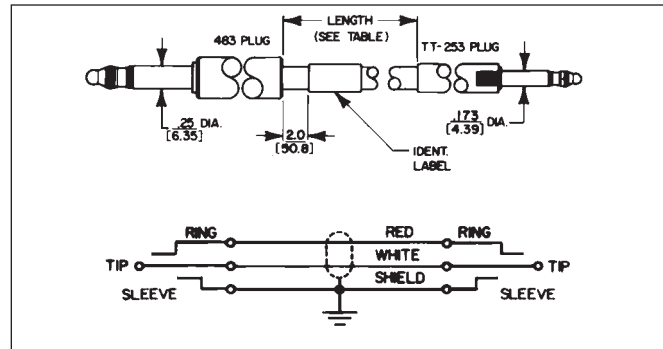 LENGTH
(SEE TABLE)
483 PLUG
TT-253 PLUG
.25 DIA.
[6.35]
2.0
[50.8]
.173 DIA.
[4.39]
IDENT.
LABEL
RING
RED
RING
TIP
WHITE
TIP
SLEEVE
SHIELD
SLEEVE